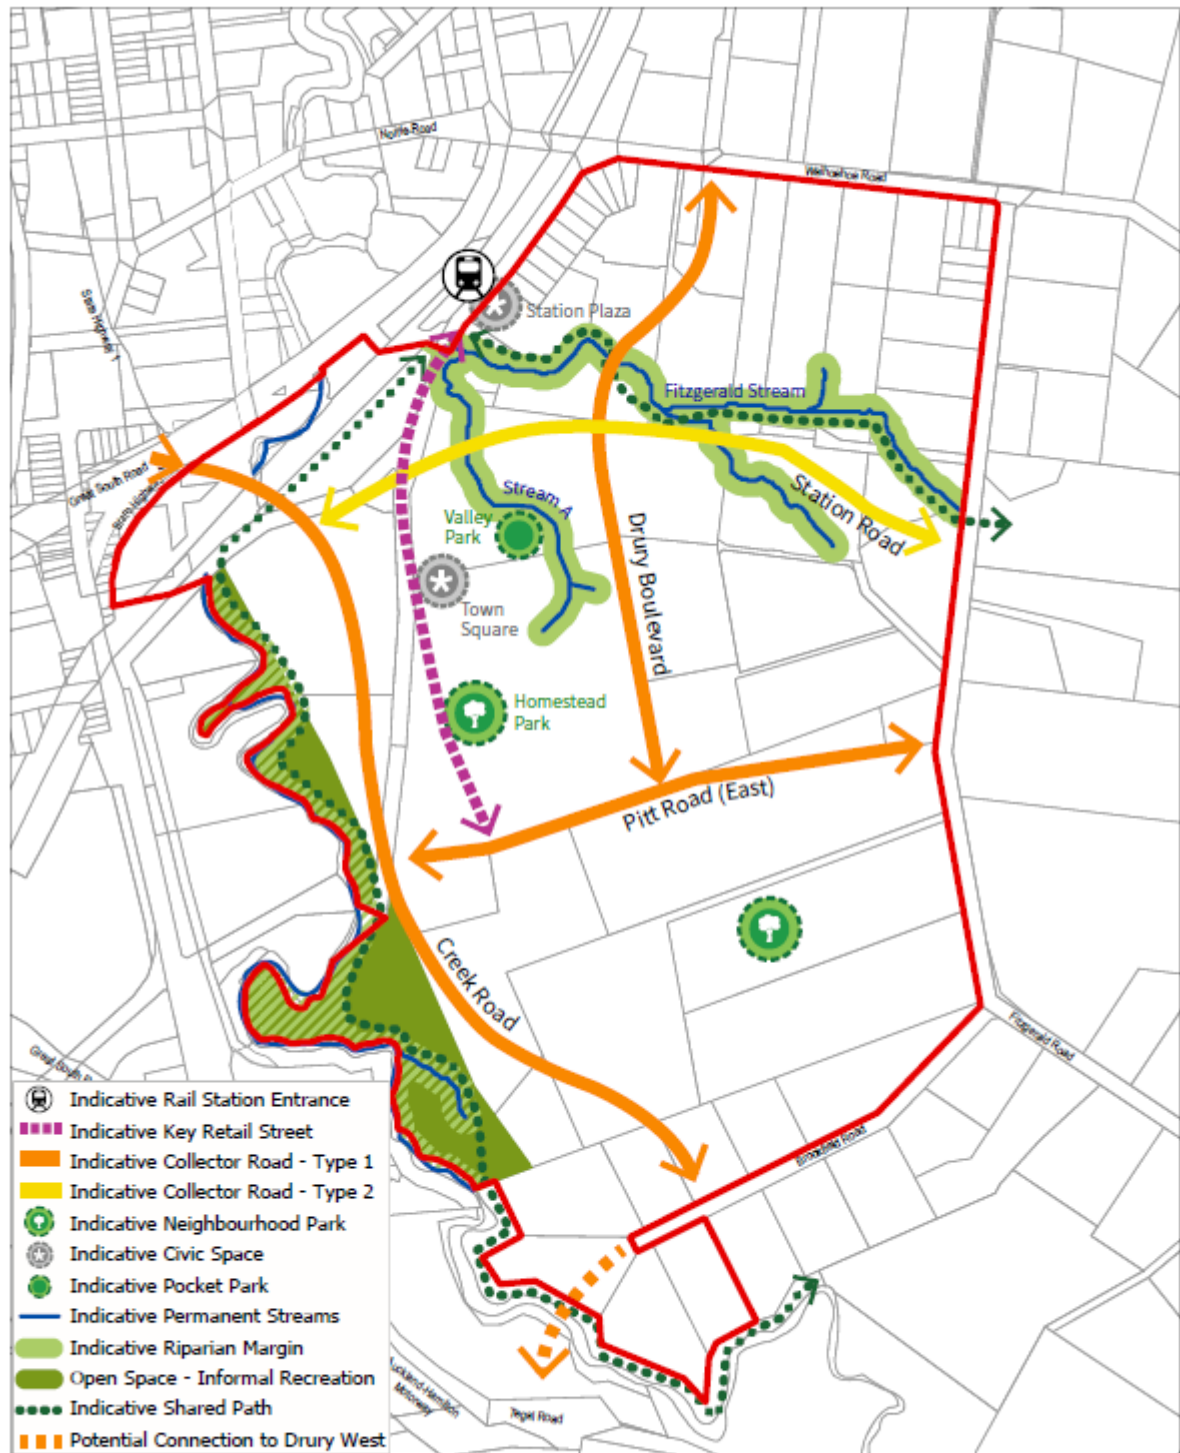 Norrie Road
Waihoehoe Road
State Highway 1
Station Plaza
Fitzgerald Stream
Great South Road
State Highway
Stream A
Station Road
Valley
Park
Drury Boulevard
Town
Square
Homestead
Park
Pitt Road (East)
Creek Road
Fitzgerald Road
Great South
Brookfield Road
Auckland-Hamilton
Motorway
Tegel Road
Indicative Rail Station Entrance
Indicative Key Retail Street
Indicative Collector Road - Type 1
Indicative Collector Road - Type 2
Indicative Neighbourhood Park
Indicative Civic Space
Indicative Pocket Park
Indicative Permanent Streams
Indicative Riparian Margin
Open Space - Informal Recreation
Indicative Shared Path
Potential Connection to Drury West